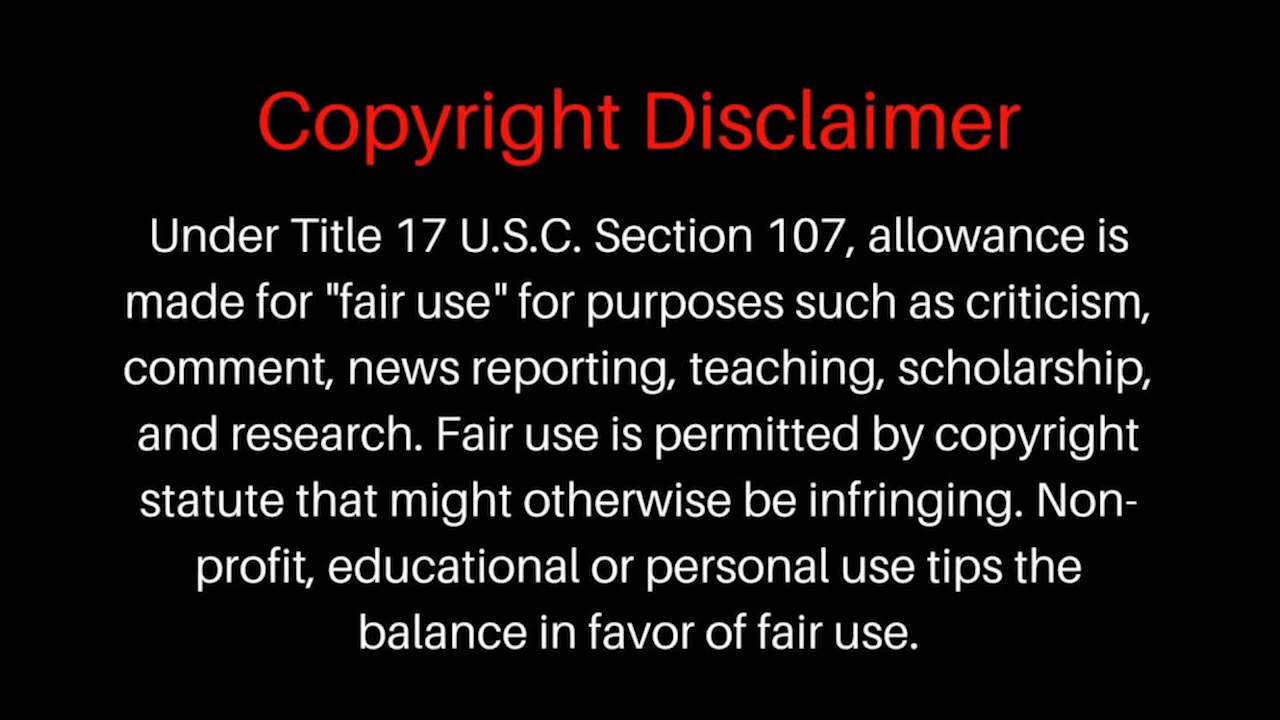 Copyright Disclaimer
Under Title 17 U.S.C. Section 107, allowance is
made for "fair use" for purposes such as criticism,
comment, news reporting, teaching, scholarship,
and research. Fair use is permitted by copyright
statute that might otherwise be infringing. Non-
profit, educational or personal use tips the
balance in favor of fair use.